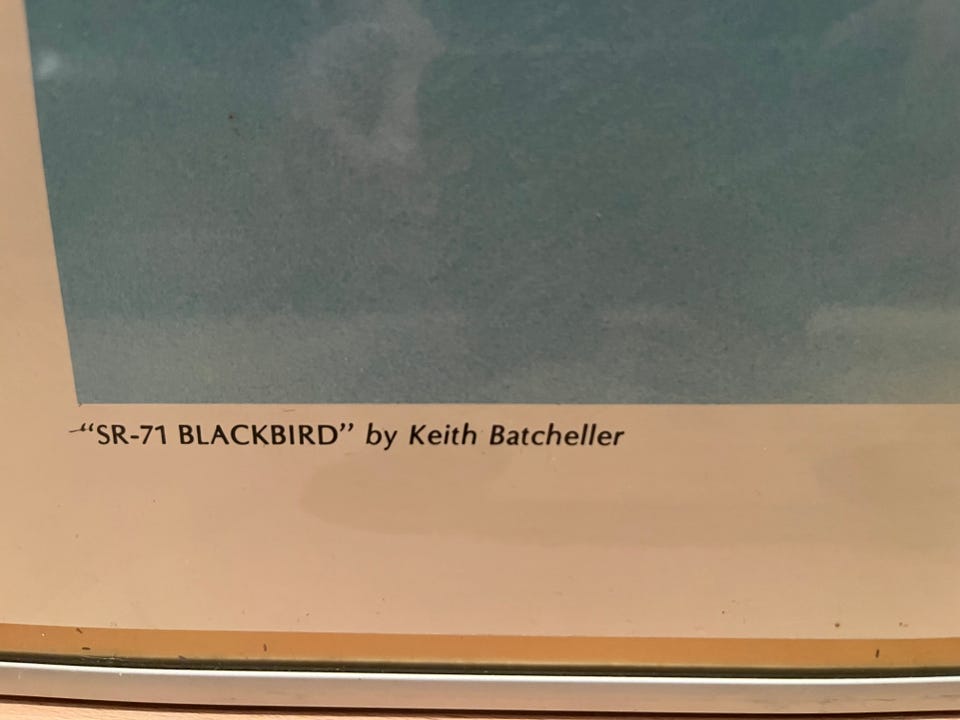 “SR-71 BLACKBIRD” by Keith Batcheller